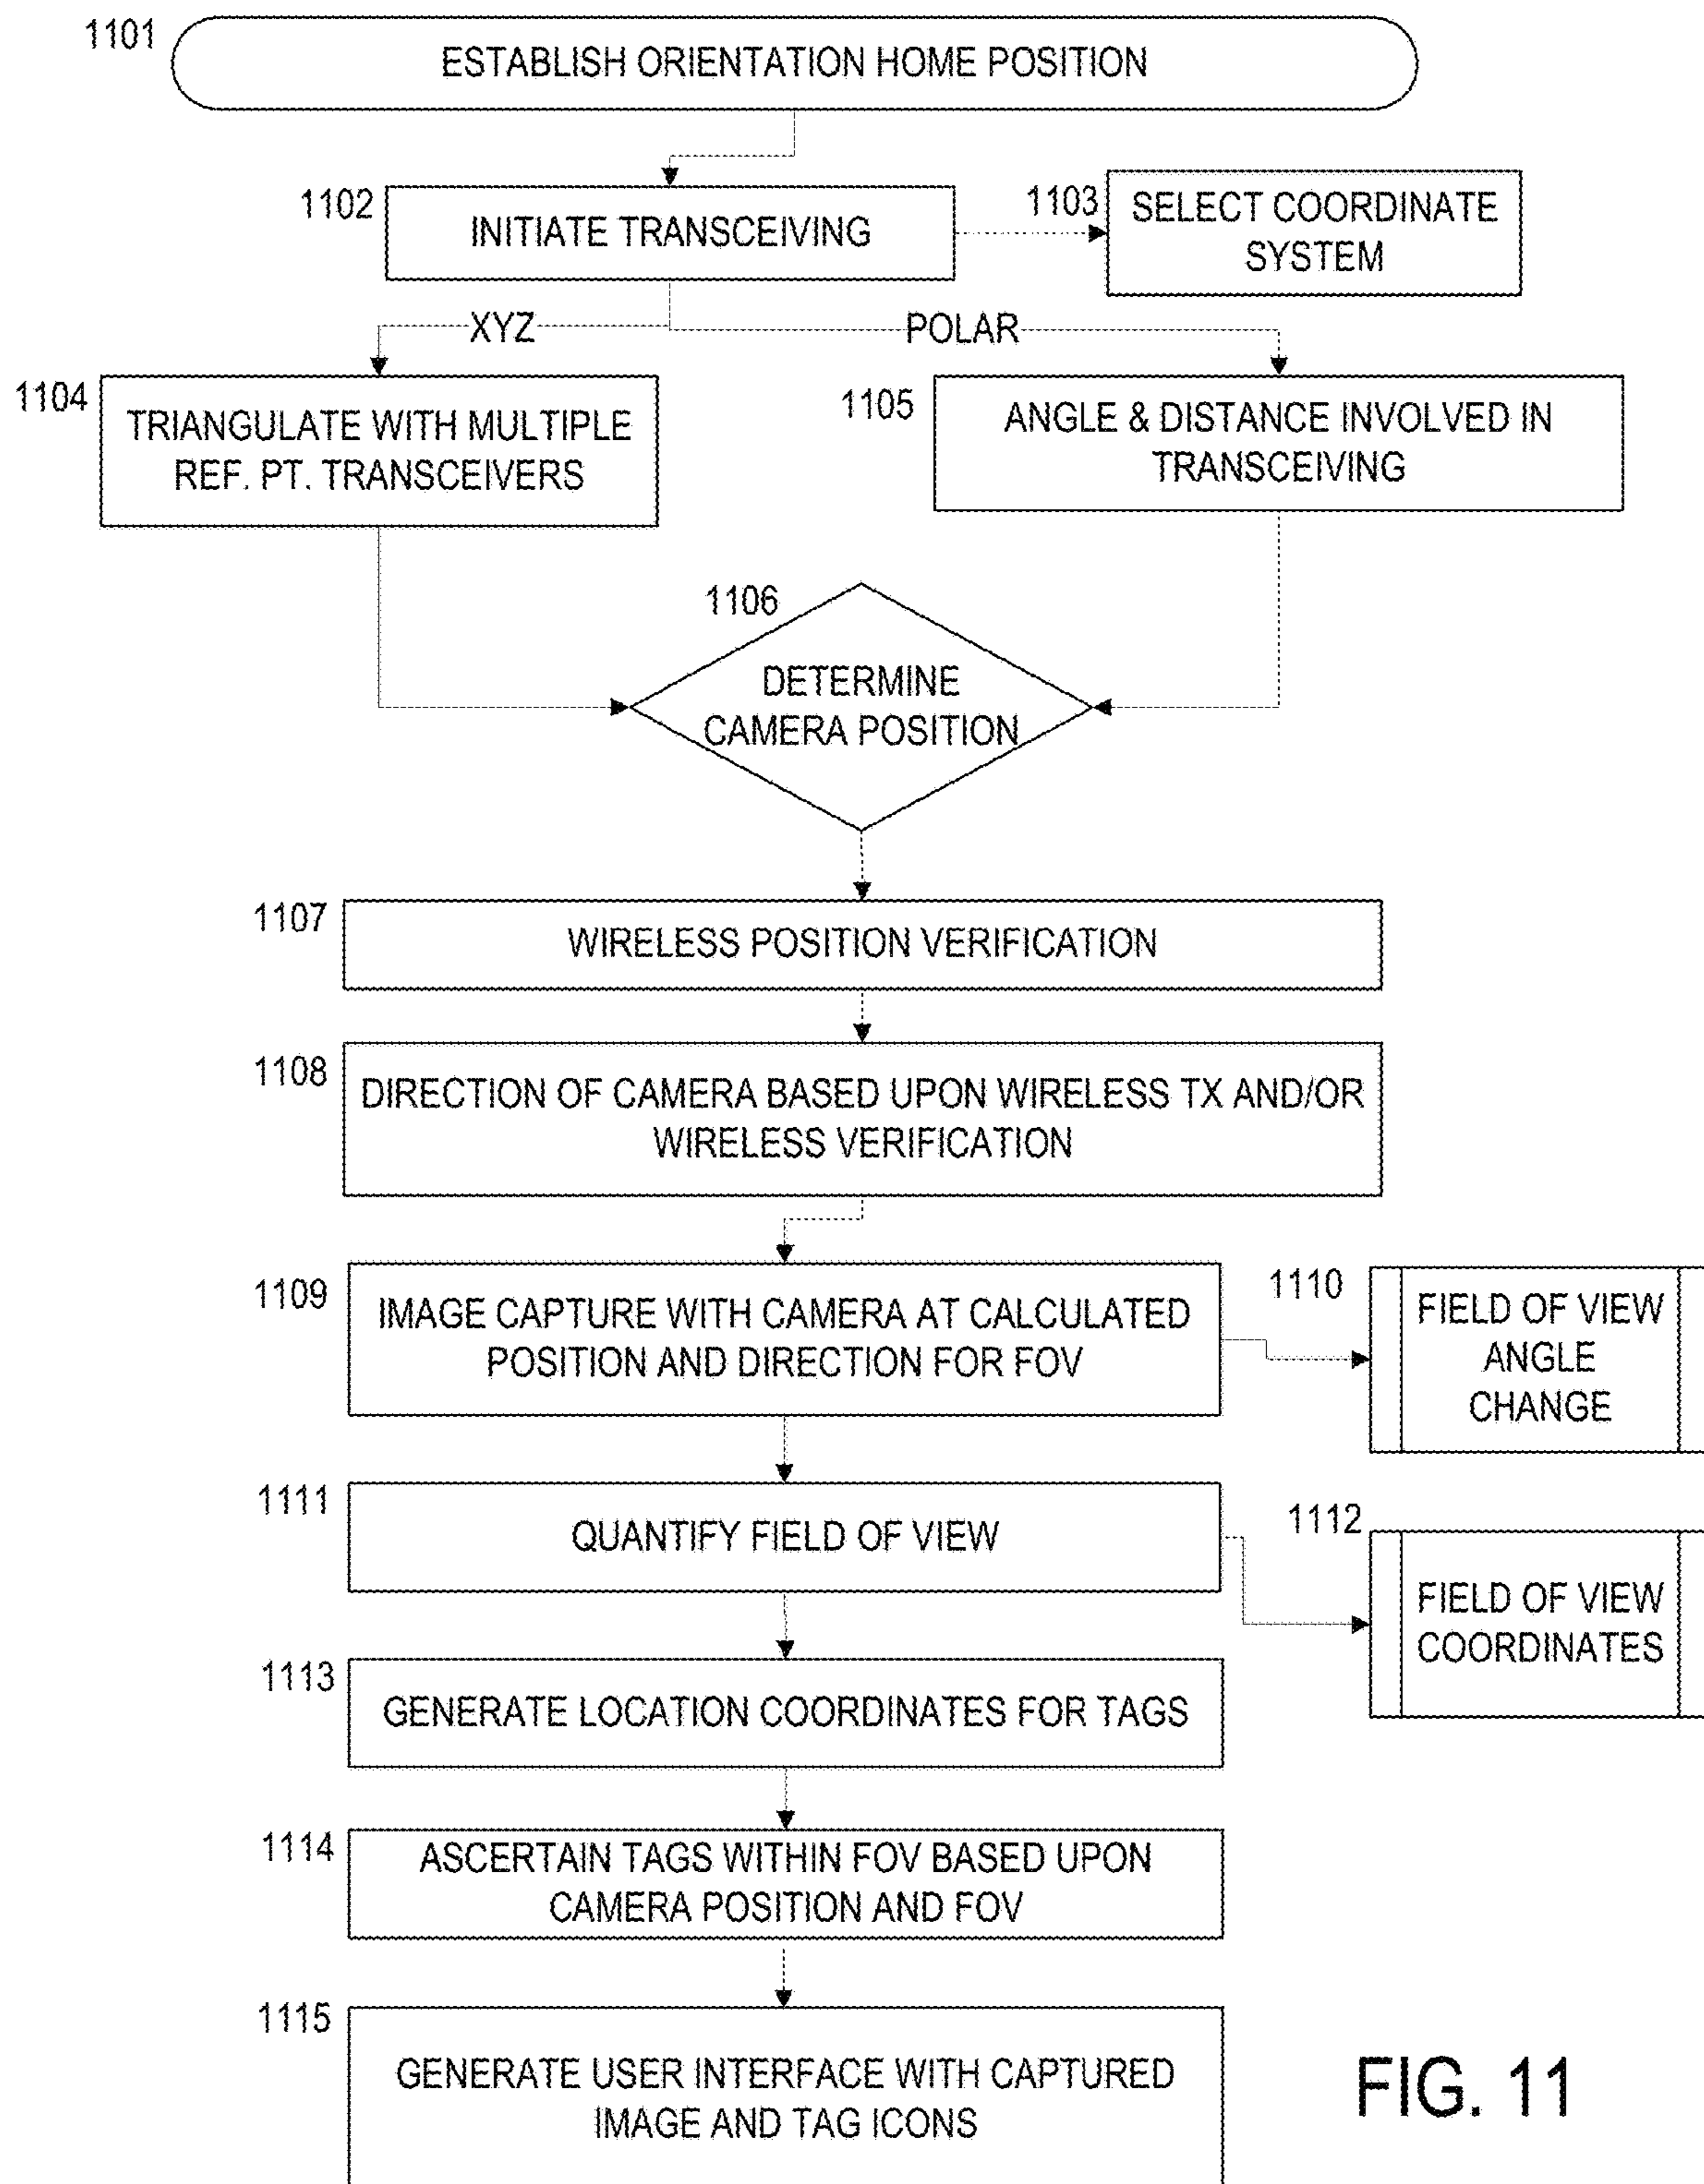 1101
ESTABLISH ORIENTATION HOME POSITION
1102
INITIATE TRANSCEIVING
1103
SELECT COORDINATE
SYSTEM
XYZ
POLAR
1104
TRIANGULATE WITH MULTIPLE
REF. PT. TRANSCEIVERS
1105
ANGLE & DISTANCE INVOLVED IN
TRANSCEIVING
1106
DETERMINE
CAMERA POSITION
1107
WIRELESS POSITION VERIFICATION
1108
DIRECTION OF CAMERA BASED UPON WIRELESS TX AND/OR
WIRELESS VERIFICATION
1109
IMAGE CAPTURE WITH CAMERA AT CALCULATED
POSITION AND DIRECTION FOR FOV
1110
FIELD OF VIEW
ANGLE
CHANGE
1111
QUANTIFY FIELD OF VIEW
1112
FIELD OF VIEW
COORDINATES
1113
GENERATE LOCATION COORDINATES FOR TAGS
1114
ASCERTAIN TAGS WITHIN FOV BASED UPON
CAMERA POSITION AND FOV
1115
GENERATE USER INTERFACE WITH CAPTURED
IMAGE AND TAG ICONS
FIG. 11